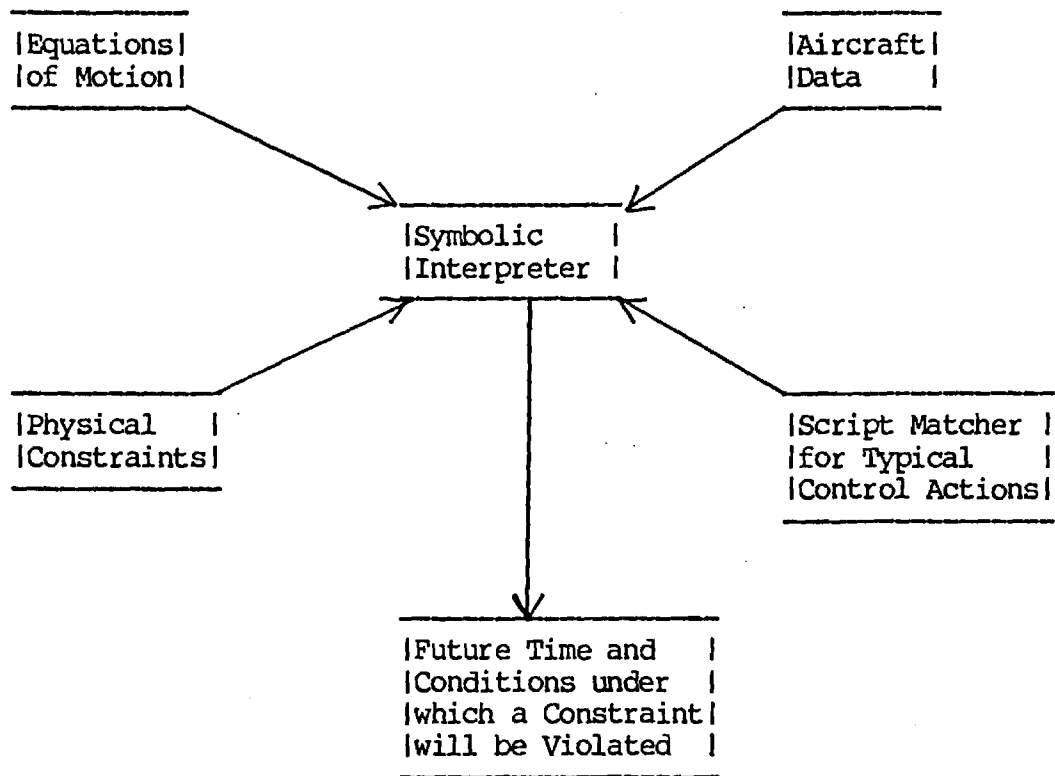 Equations
of Motion
Aircraft
Data
Symbolic
Interpreter
Physical
Constraints
Script Matcher
for Typical
Control Actions
Future Time and
Conditions under
which a Constraint
will be Violated